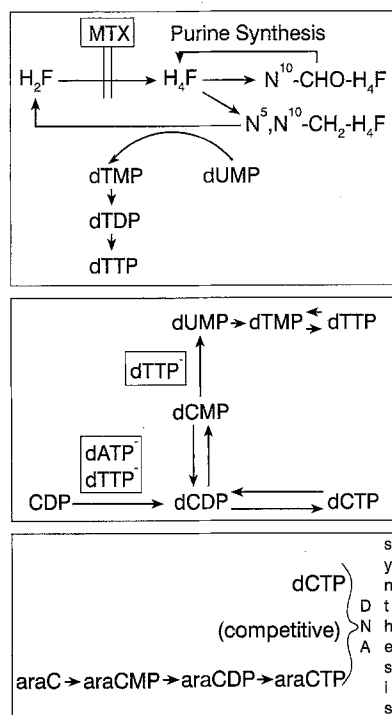 MTX Purine Synthesis
H₂F H₄F N¹⁰-CHO-H₄F
N⁵,N¹⁰-CH₂-H₄F
dTMP dUMP
dTDP
dTTP
dUMP dTMP dTTP
dTTP⁻
dCMP
dATP⁻
dTTP⁻
CDP dCDP dCTP
dCTP
(competitive)
araC araCMP araCDP araCTP
DNA
synthesis